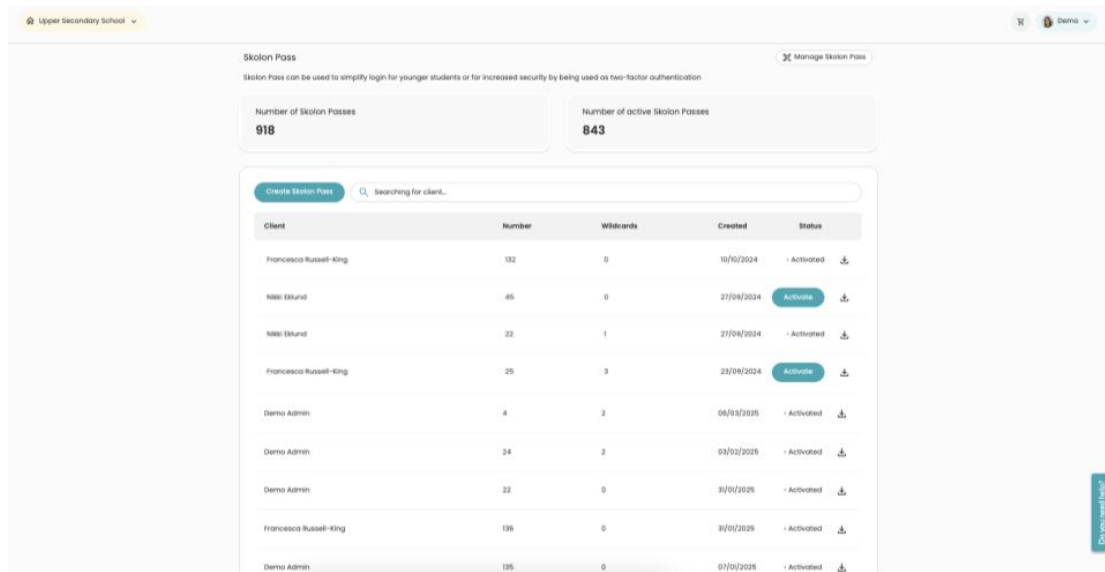 Upper Secondary School
Demo
Skolon Pass
Manage Skolon Pass
Skolon Pass can be used to simplify login for younger students or for increased security by being used as two-factor authentication
Number of Skolon Passes
Number of active Skolon Passes
918
843
Create Skolon Pass
Searching for client...
Client Number Wildcards Created Status
Francesca Russell-King 132 0 10/10/2024 • Activated
Nikki Eklund 45 0 27/09/2024 Activate
Nikki Eklund 22 1 27/09/2024 • Activated
Francesca Russell-King 25 3 23/09/2024 Activate
Demo Admin 4 2 06/03/2025 • Activated
Demo Admin 24 2 03/02/2025 • Activated
Demo Admin 22 0 31/01/2025 • Activated
Francesca Russell-King 136 0 31/01/2025 • Activated
Demo Admin 135 0 07/01/2025 • Activated
Do you need help?